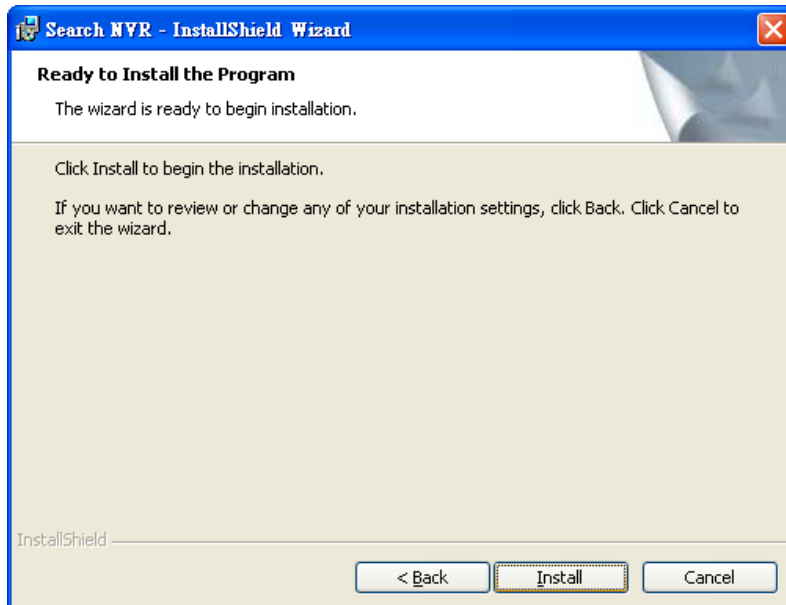 Search NVR - InstallShield Wizard
Ready to Install the Program
The wizard is ready to begin installation.
Click Install to begin the installation.
If you want to review or change any of your installation settings, click Back. Click Cancel to
exit the wizard.
InstallShield
< Back
Install
Cancel